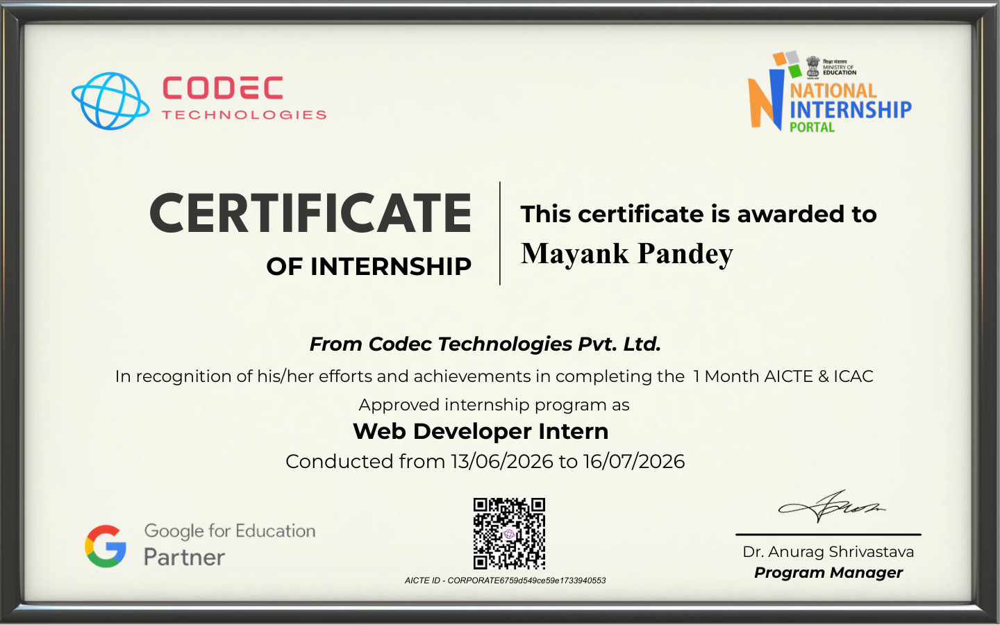 CODEC
TECHNOLOGIES
शिक्षा मंत्रालय
MINISTRY OF
EDUCATION
NATIONAL
INTERNSHIP
PORTAL
CERTIFICATE
OF INTERNSHIP
This certificate is awarded to
Mayank Pandey
From Codec Technologies Pvt. Ltd.
In recognition of his/her efforts and achievements in completing the 1 Month AICTE & ICAC
Approved internship program as
Web Developer Intern
Conducted from 13/06/2026 to 16/07/2026
Google for Education
Partner
AICTE ID - CORPORATE6759d549ce59e1733940553
Dr. Anurag Shrivastava
Program Manager